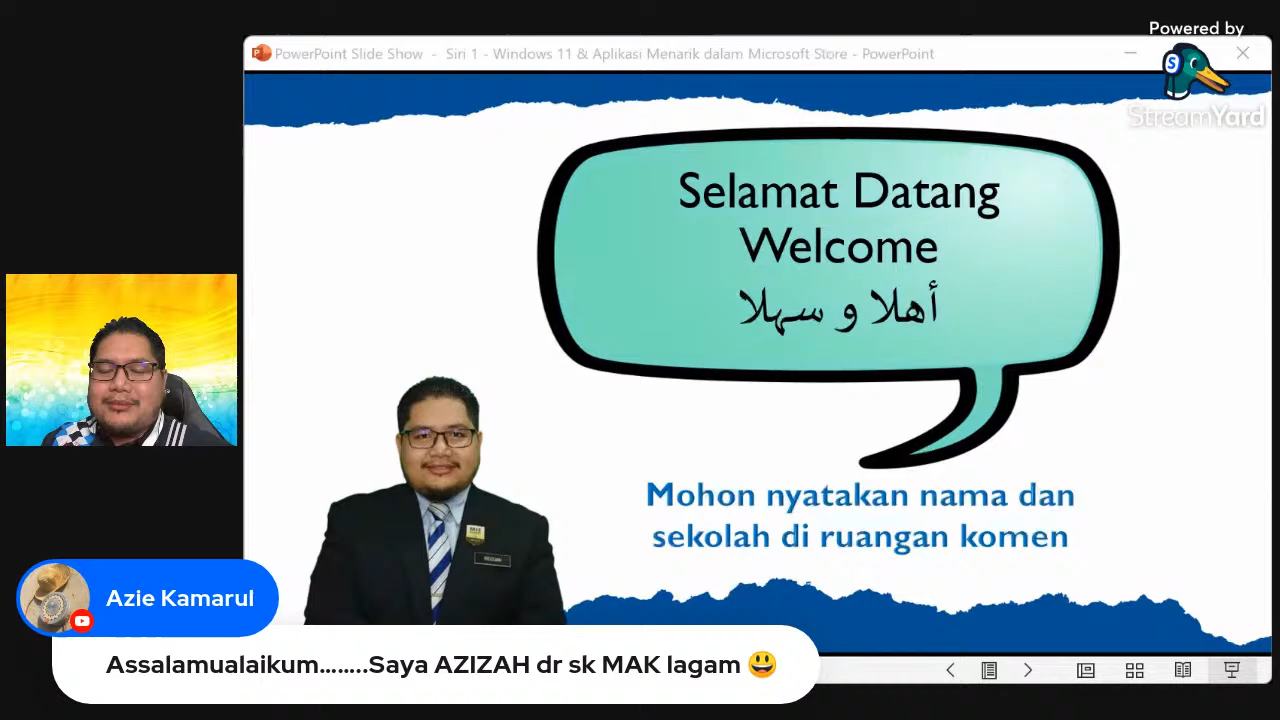 Powered by
StreamYard
PowerPoint Slide Show - Siri 1 - Windows 11 & Aplikasi Menarik dalam Microsoft Store - PowerPoint
Selamat Datang
Welcome
أهلا و سهلا
Mohon nyatakan nama dan
sekolah di ruangan komen
Azie Kamarul
Assalamualaikum........Saya AZIZAH dr sk MAK lagam 😃